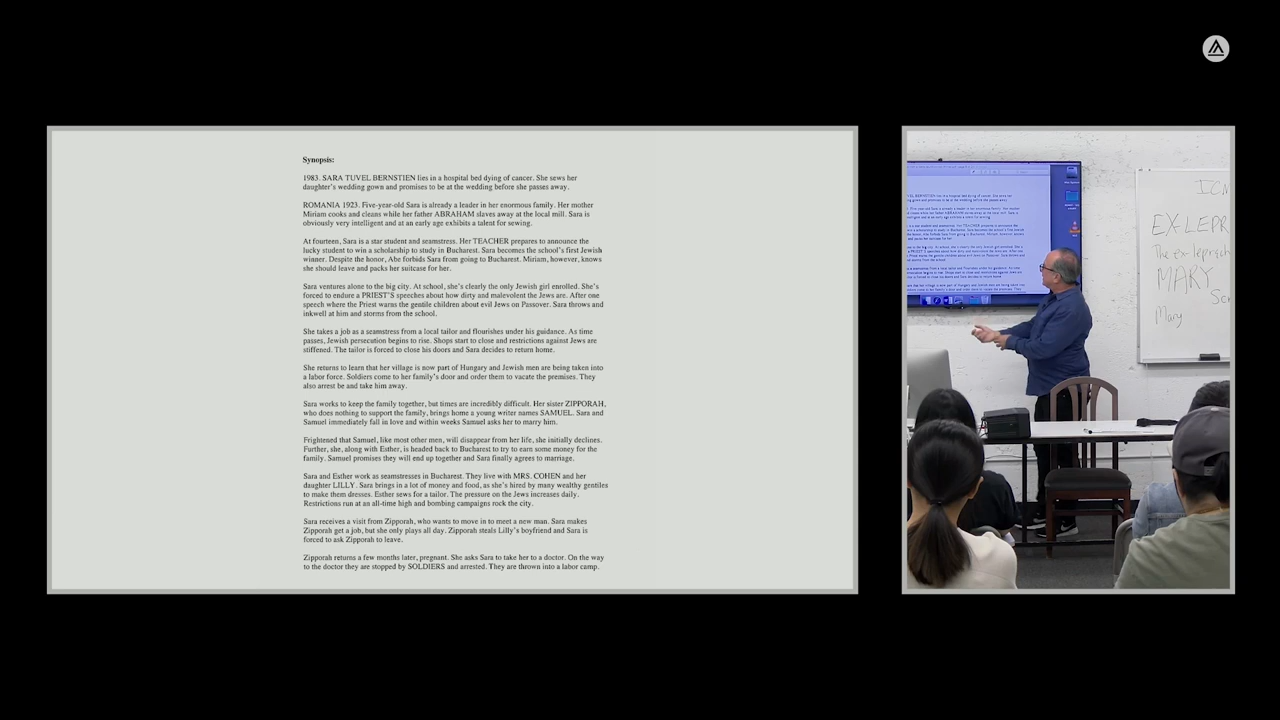 Synopsis:
1983. SARA TUVEL BERNSTIEN lies in a hospital bed dying of cancer. She sews her
daughter's wedding gown and promises to be at the wedding before she passes away.
ROMANIA 1923. Five-year-old Sara is already a leader in her enormous family. Her mother
Miriam cooks and cleans while her father ABRAHAM slaves away at the local mill. Sara is
obviously very intelligent and at an early age exhibits a talent for sewing.
At fourteen, Sara is a star student and seamstress. Her TEACHER prepares to announce the
lucky student to win a scholarship to study in Bucharest. Sara becomes the school's first Jewish
winner. Despite the honor, Abe forbids Sara from going to Bucharest. Miriam, however, knows
she should leave and packs her suitcase for her.
Sara ventures alone to the big city. At school, she's clearly the only Jewish girl enrolled. She's
forced to endure a PRIEST'S speeches about how dirty and malevolent the Jews are. After one
speech where the Priest warns the gentile children about evil Jews on Passover. Sara throws and
inkwell at him and storms from the school.
She takes a job as a seamstress from a local tailor and flourishes under his guidance. As time
passes, Jewish persecution begins to rise. Shops start to close and restrictions against Jews are
stiffened. The tailor is forced to close his doors and Sara decides to return home.
She returns to learn that her village is now part of Hungary and Jewish men are being taken into
a labor force. Soldiers come to her family's door and order them to vacate the premises. They
also arrest be and take him away.
Sara works to keep the family together, but times are incredibly difficult. Her sister ZIPPORAH,
who does nothing to support the family, brings home a young writer names SAMUEL. Sara and
Samuel immediately fall in love and within weeks Samuel asks her to marry him.
Frightened that Samuel, like most other men, will disappear from her life, she initially declines.
Further, she, along with Esther, is headed back to Bucharest to try to earn some money for the
family. Samuel promises they will end up together and Sara finally agrees to marriage.
Sara and Esther work as seamstresses in Bucharest. They live with MRS. COHEN and her
daughter LILLY. Sara brings in a lot of money and food, as she's hired by many wealthy gentiles
to make them dresses. Esther sews for a tailor. The pressure on the Jews increases daily.
Restrictions run at an all-time high and bombing campaigns rock the city.
Sara receives a visit from Zipporah, who wants to move in to meet a new man. Sara makes
Zipporah get a job, but she only plays all day. Zipporah steals Lilly's boyfriend and Sara is
forced to ask Zipporah to leave.
Zipporah returns a few months later, pregnant. She asks Sara to take her to a doctor. On the way
to the doctor they are stopped by SOLDIERS and arrested. They are thrown into a labor camp.
Mary